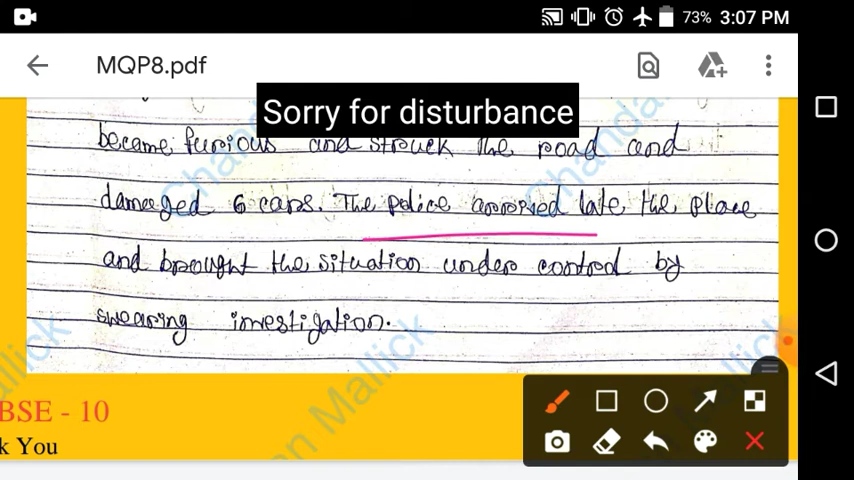 73% 3:07 PM
MQP8.pdf
Sorry for disturbance
became furious and struck the road and
damaged 6 cars. The police arrived late the place
and brought the situation under control by
swearing investigation.
BSE - 10
k You